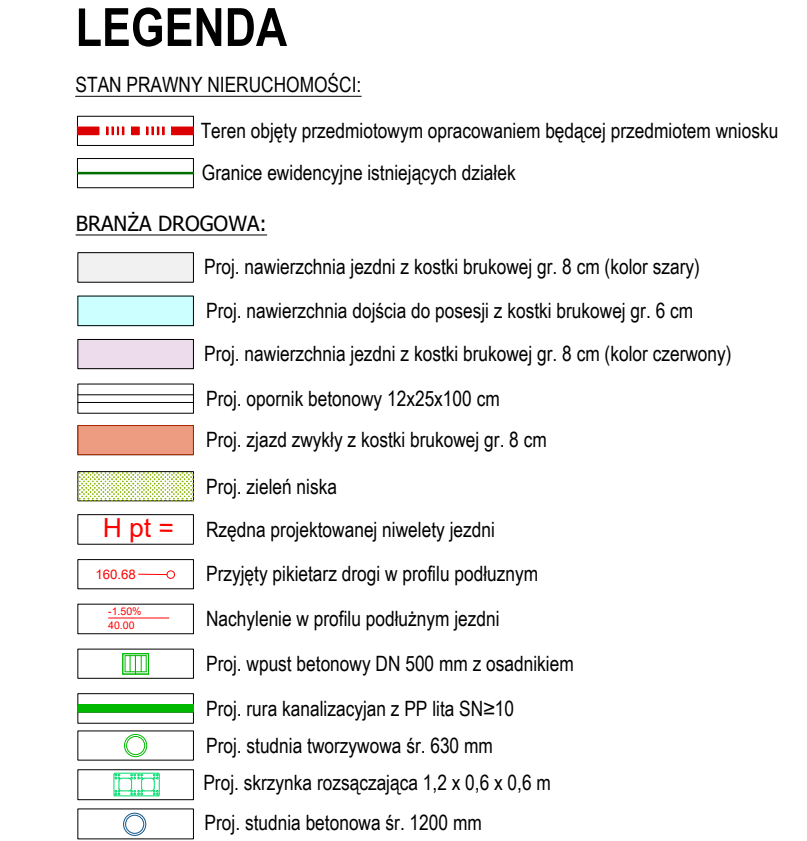 LEGENDA
STAN PRAWNY NIERUCHOMOŚCI:
Teren objęty przedmiotowym opracowaniem będącej przedmiotem wniosku
Granice ewidencyjne istniejących działek
BRANŻA DROGOWA:
Proj. nawierzchnia jezdni z kostki brukowej gr. 8 cm (kolor szary)
Proj. nawierzchnia dojścia do posesji z kostki brukowej gr. 6 cm
Proj. nawierzchnia jezdni z kostki brukowej gr. 8 cm (kolor czerwony)
Proj. opornik betonowy 12x25x100 cm
Proj. zjazd zwykły z kostki brukowej gr. 8 cm
Proj. zieleń niska
H pt = Rzędna projektowanej niwelety jezdni
160.68 Przyjęty pikietarz drogi w profilu podłuznym
-1.50%
40.00
Nachylenie w profilu podłużnym jezdni
Proj. wpust betonowy DN 500 mm z osadnikiem
Proj. rura kanalizacyjan z PP lita SN≥10
Proj. studnia tworzywowa śr. 630 mm
Proj. skrzynka rozsączająca 1,2 x 0,6 x 0,6 m
Proj. studnia betonowa śr. 1200 mm